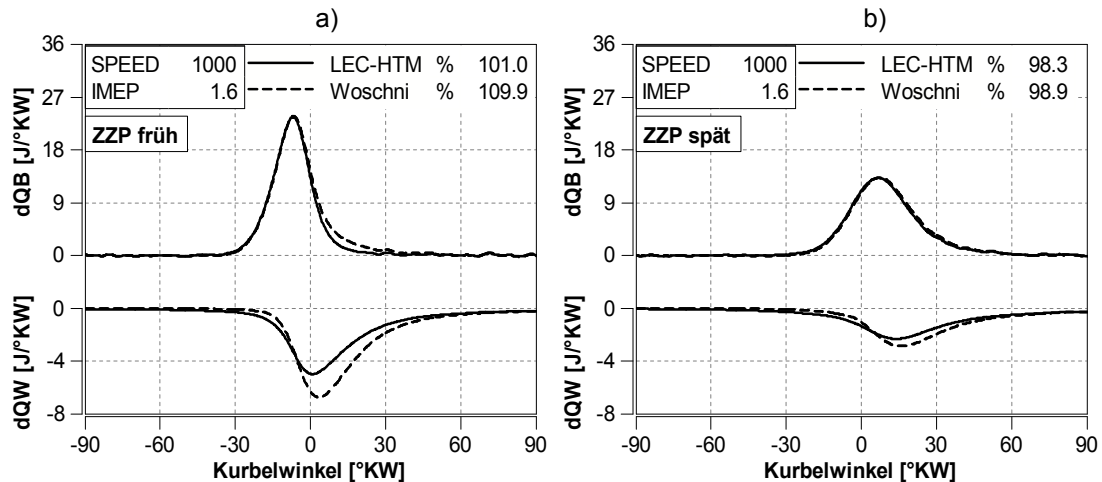 a)
SPEED 1000 LEC-HTM % 101.0
IMEP 1.6 Woschni % 109.9
ZZP früh
dQB [J/°KW]
36
27
18
9
0
dQW [J/°KW]
0
-4
-8
-90 -60 -30 0 30 60 90
Kurbelwinkel [°KW]
b)
SPEED 1000 LEC-HTM % 98.3
IMEP 1.6 Woschni % 98.9
ZZP spät
dQB [J/°KW]
36
27
18
9
0
dQW [J/°KW]
0
-4
-8
-90 -60 -30 0 30 60 90
Kurbelwinkel [°KW]